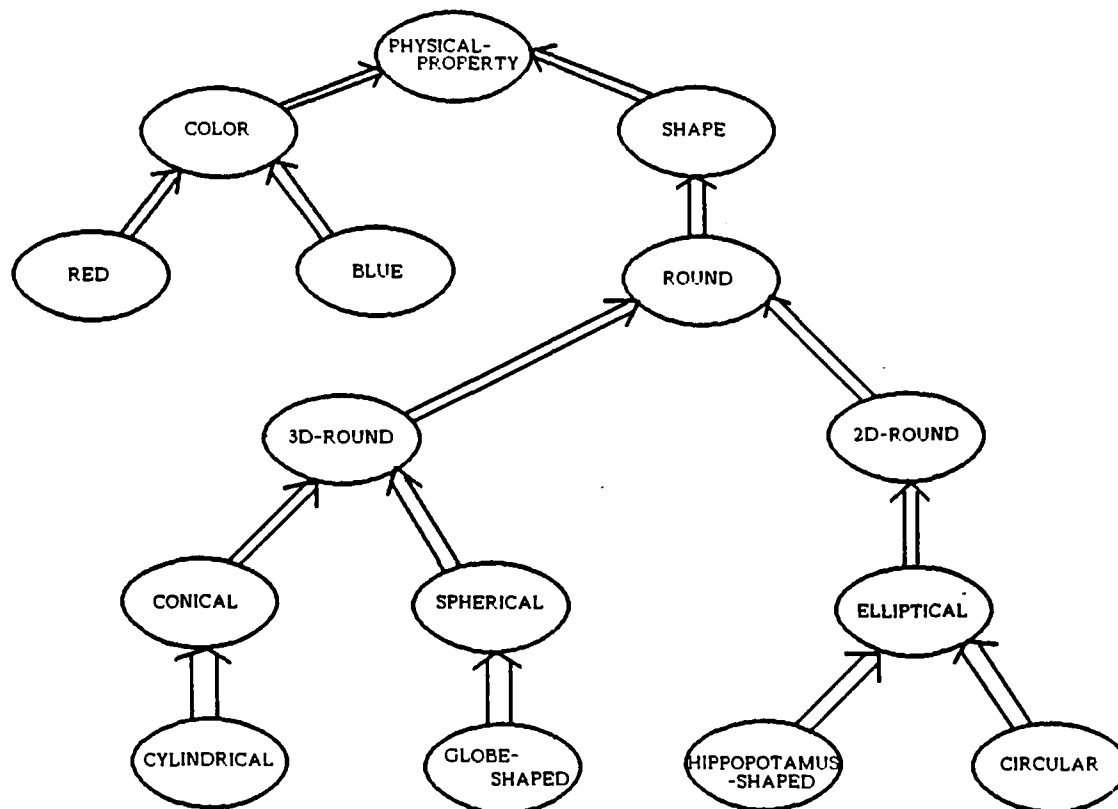 PHYSICAL-
PROPERTY
COLOR
SHAPE
RED
BLUE
ROUND
3D-ROUND
2D-ROUND
CONICAL
SPHERICAL
ELLIPTICAL
CYLINDRICAL
GLOBE-
SHAPED
HIPPOPOTAMUS
-SHAPED
CIRCULAR